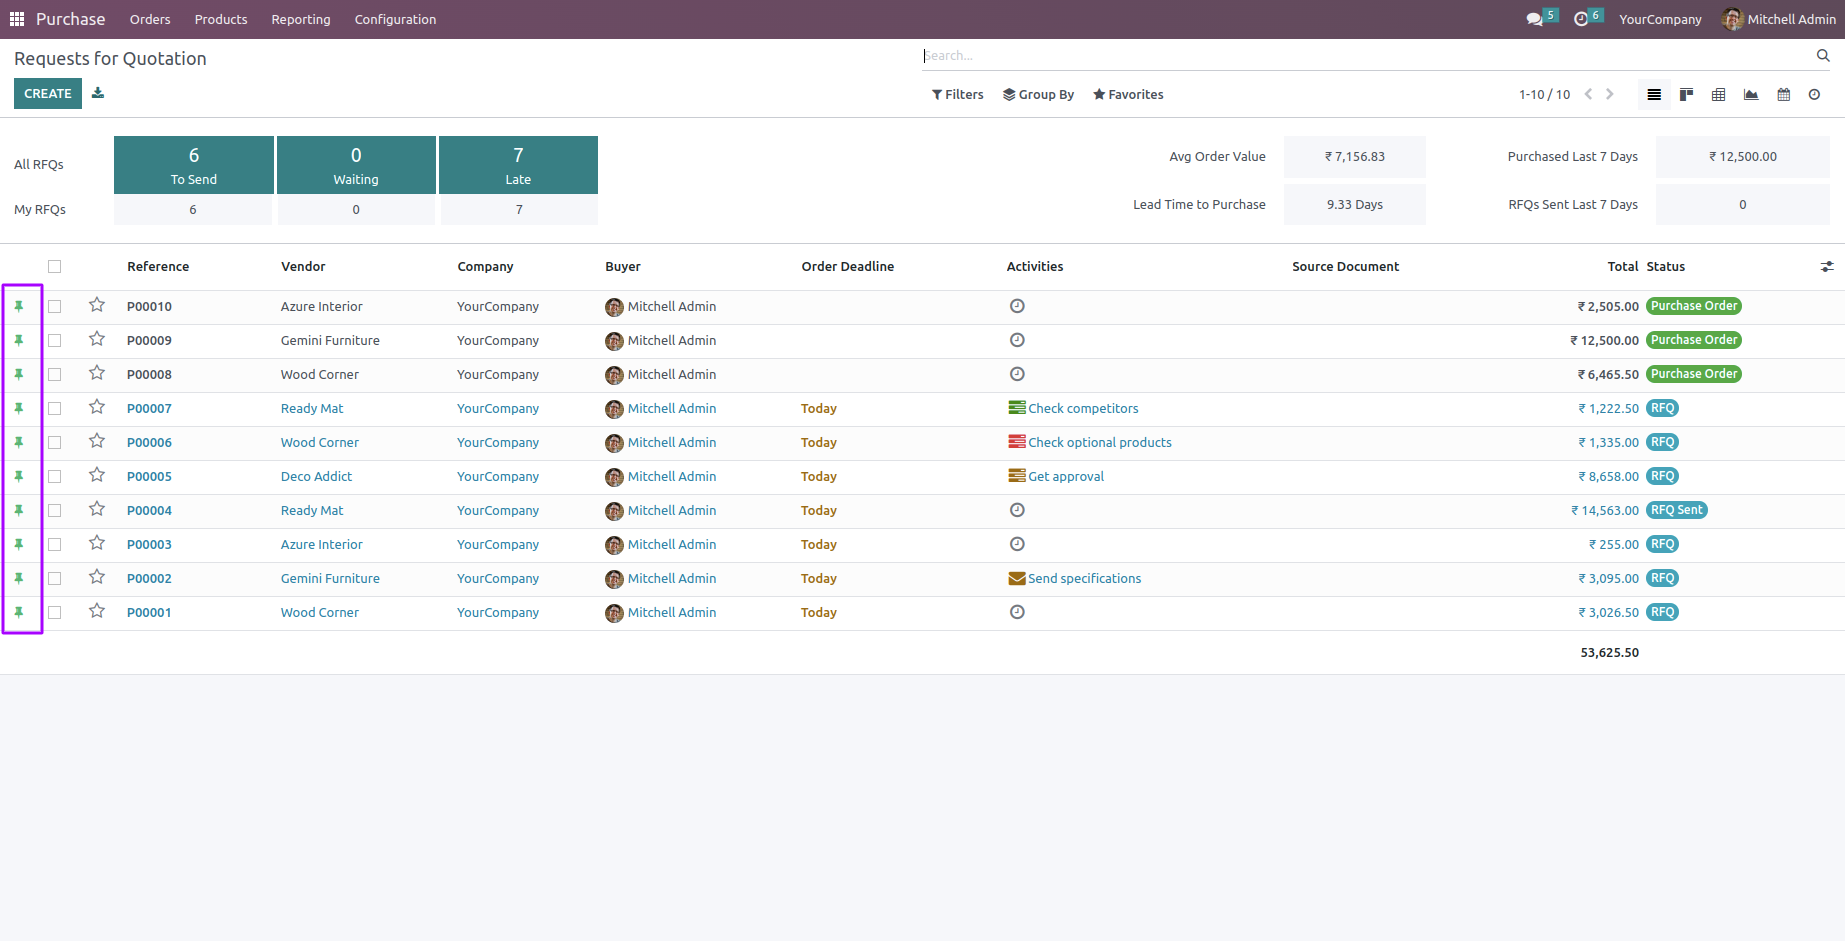 Purchase Orders Products Reporting Configuration 5 6 YourCompany Mitchell Admin
Requests for Quotation
Search...
CREATE
Filters Group By Favorites 1-10 / 10
All RFQs
6 To Send
0 Waiting
7 Late
My RFQs 6 0 7
Avg Order Value ₹ 7,156.83 Purchased Last 7 Days ₹ 12,500.00
Lead Time to Purchase 9.33 Days RFQs Sent Last 7 Days 0
Reference Vendor Company Buyer Order Deadline Activities Source Document Total Status
P00010 Azure Interior YourCompany Mitchell Admin ₹ 2,505.00 Purchase Order
P00009 Gemini Furniture YourCompany Mitchell Admin ₹ 12,500.00 Purchase Order
P00008 Wood Corner YourCompany Mitchell Admin ₹ 6,465.50 Purchase Order
P00007 Ready Mat YourCompany Mitchell Admin Today Check competitors ₹ 1,222.50 RFQ
P00006 Wood Corner YourCompany Mitchell Admin Today Check optional products ₹ 1,335.00 RFQ
P00005 Deco Addict YourCompany Mitchell Admin Today Get approval ₹ 8,658.00 RFQ
P00004 Ready Mat YourCompany Mitchell Admin Today ₹ 14,563.00 RFQ Sent
P00003 Azure Interior YourCompany Mitchell Admin Today ₹ 255.00 RFQ
P00002 Gemini Furniture YourCompany Mitchell Admin Today Send specifications ₹ 3,095.00 RFQ
P00001 Wood Corner YourCompany Mitchell Admin Today ₹ 3,026.50 RFQ
53,625.50